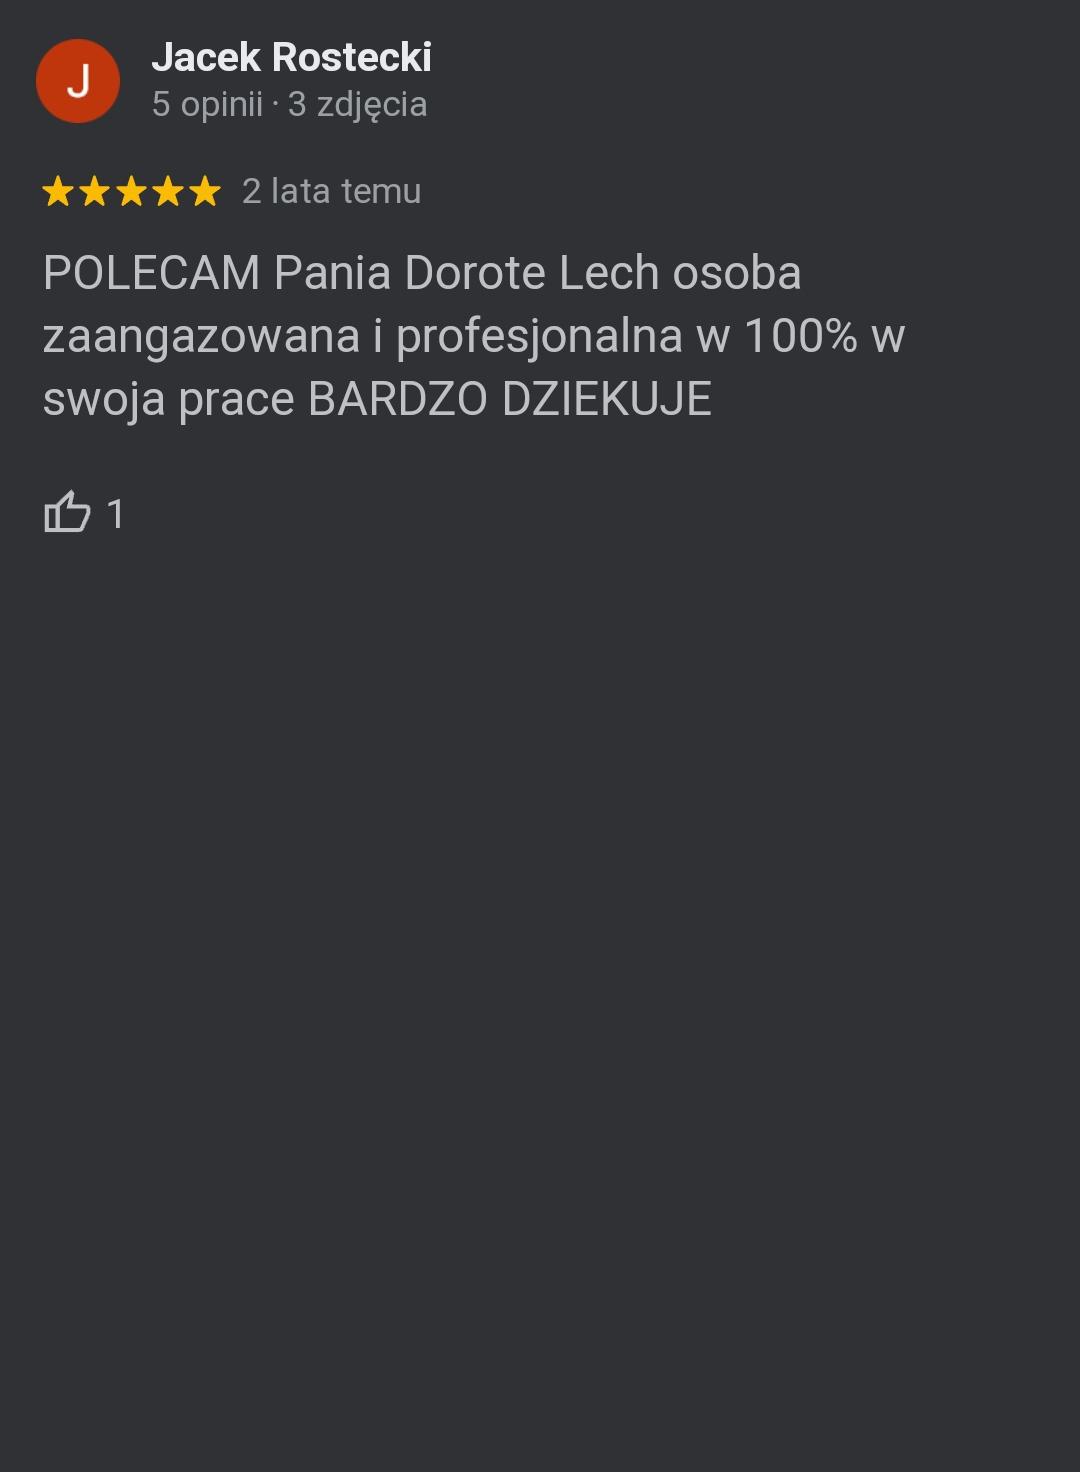 J
Jacek Rostecki
5 opinii · 3 zdjęcia
2 lata temu
POLECAM Pania Dorote Lech osoba
zaangazowana i profesjonalna w 100% w
swoja prace BARDZO DZIEKUJE
1